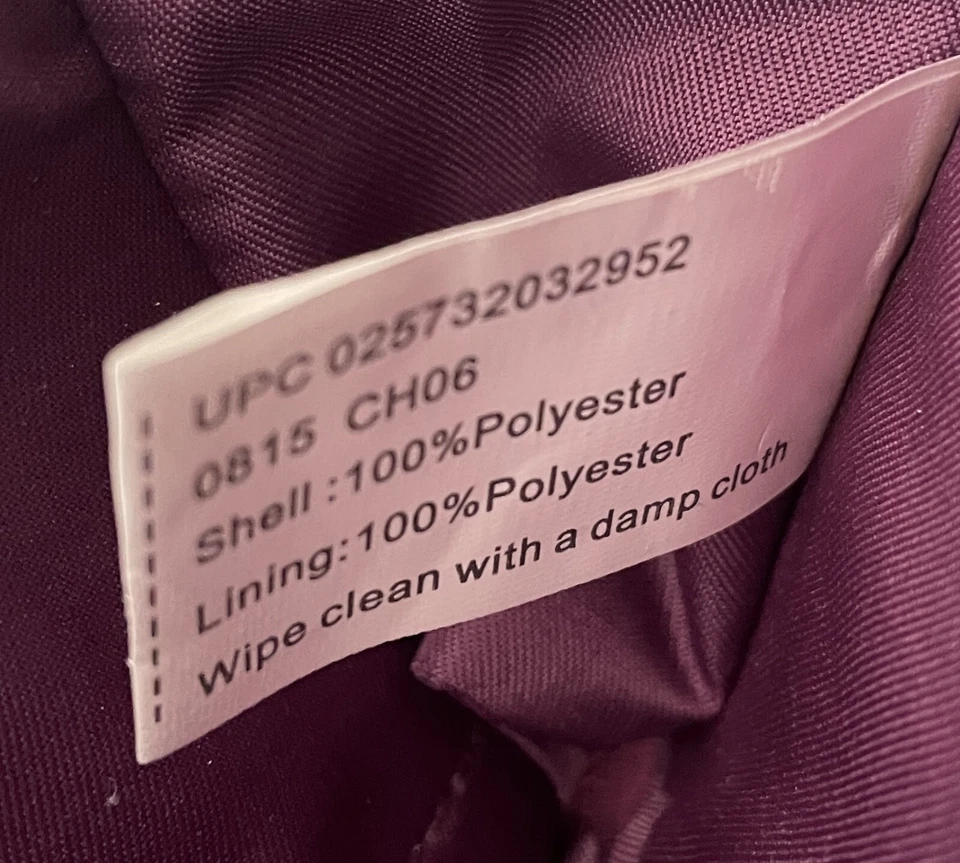 UPC 025732032952
0815 CH06
Shell :100%Polyester
Lining:100%Polyester
Wipe clean with a damp cloth